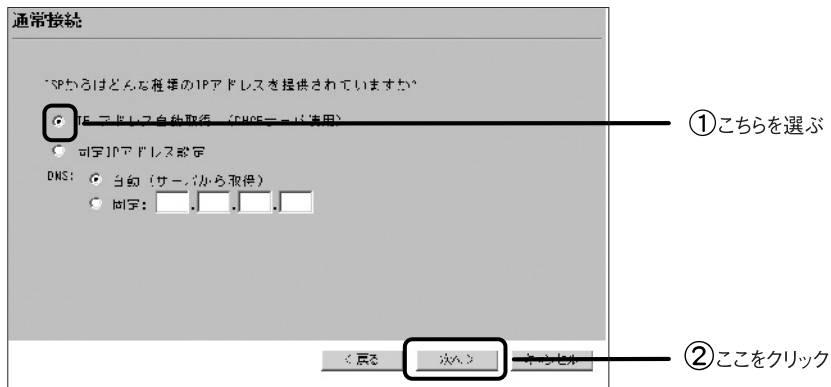 通常接続
ISPからはどんな種類のIPアドレスを提供されていますか?
IPアドレス自動取得 (DHCPサーバ使用)
①こちらを選ぶ
固定IPアドレス設定
DNS: 自動 (サーバから取得)
固定: . . .
< 戻る 次へ > キャンセル
②ここをクリック